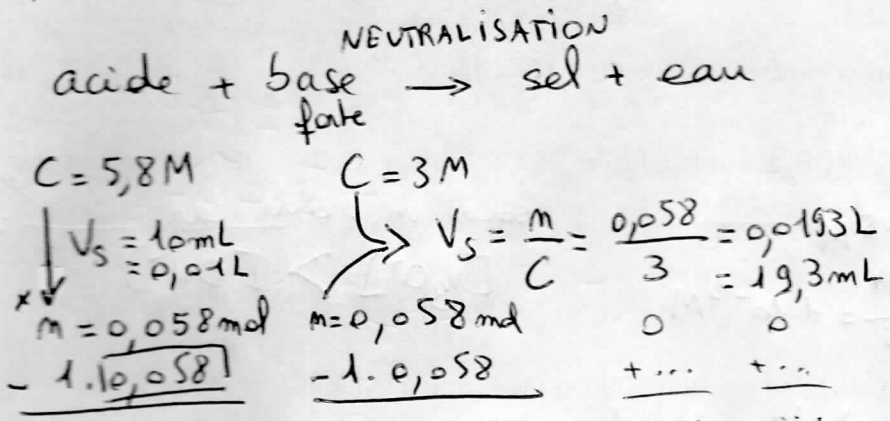 NEUTRALISATION
acide + base → sel + eau
forte
C = 5,8M C = 3M
Vs = 10mL Vs = n/C = 0,058/3 = 0,0193L
= 0,01L = 19,3mL
n = 0,058mol n = 0,058mol 0 0
- 1.0,058 - 1.0,058 + ... + ...